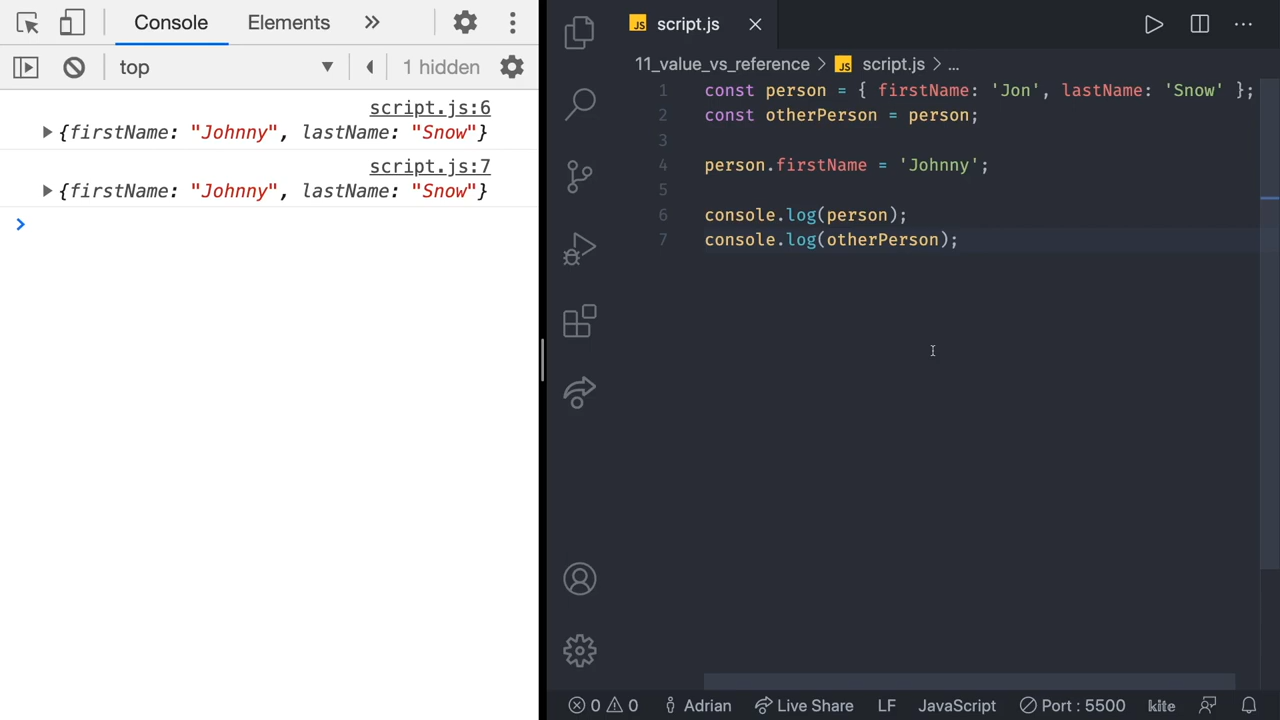 Console Elements
top 1 hidden
script.js:6
{firstName: "Johnny", lastName: "Snow"}
script.js:7
{firstName: "Johnny", lastName: "Snow"}
JS script.js
11_value_vs_reference > JS script.js > ...
1 const person = { firstName: 'Jon', lastName: 'Snow' };
2 const otherPerson = person;
3
4 person.firstName = 'Johnny';
5
6 console.log(person);
7 console.log(otherPerson);
0 0 Adrian Live Share LF JavaScript Port : 5500 kite